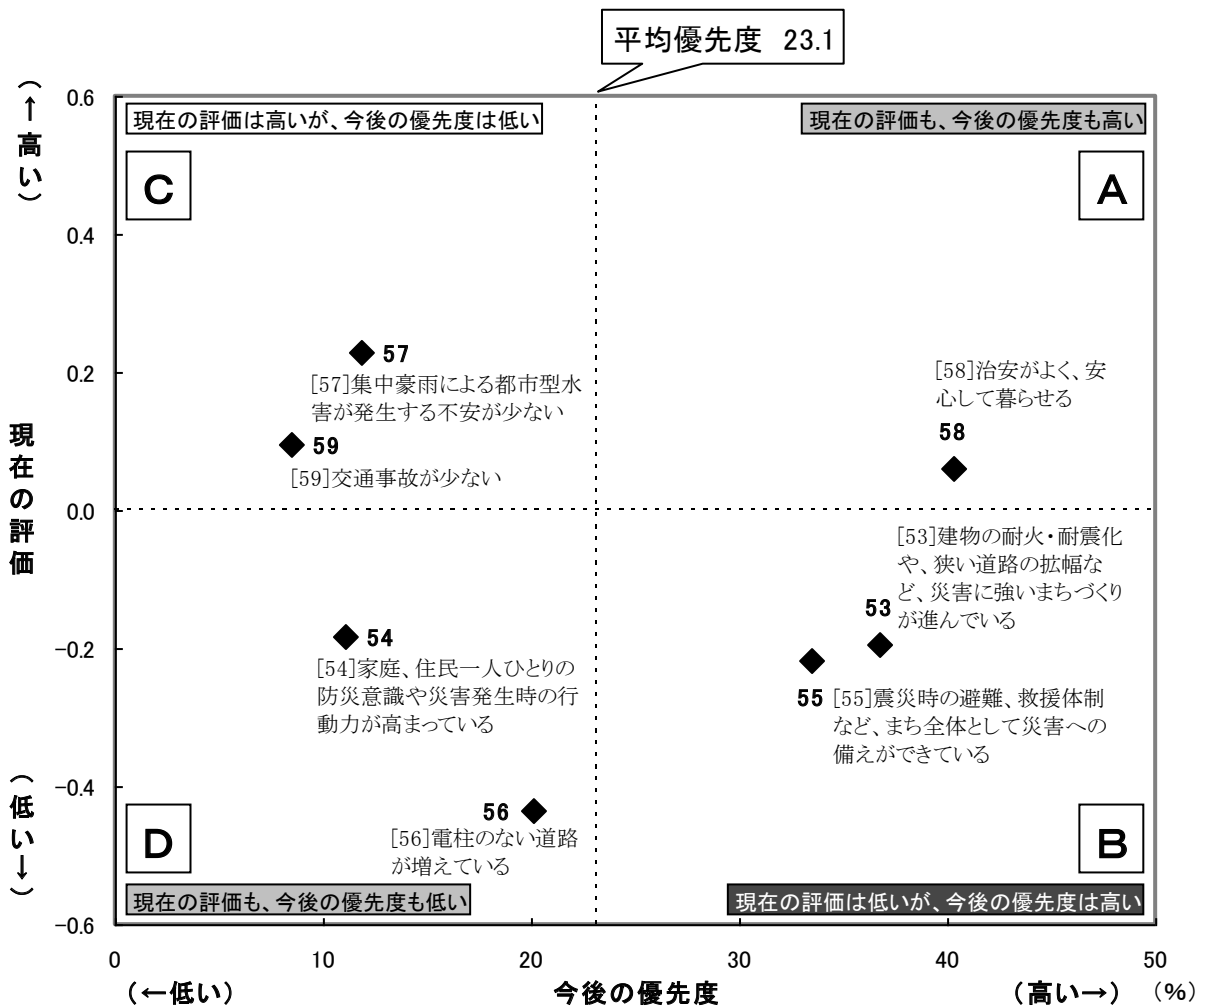 平均優先度 23.1
（↑高い）
0.6
現在の評価は高いが、今後の優先度は低い
現在の評価も、今後の優先度も高い
C
A
0.4
57
[57]集中豪雨による都市型水
害が発生する不安が少ない
0.2
[58]治安がよく、安
心して暮らせる
58
59
[59]交通事故が少ない
現在の評価
0.0
[53]建物の耐火・耐震化
や、狭い道路の拡幅な
ど、災害に強いまちづくり
が進んでいる
53
54
[54]家庭、住民一人ひとりの
防災意識や災害発生時の行
動力が高まっている
−0.2
55
[55]震災時の避難、救援体制
など、まち全体として災害への
備えができている
−0.4
（低い↓）
56
[56]電柱のない道路
が増えている
D
B
現在の評価も、今後の優先度も低い
現在の評価は低いが、今後の優先度は高い
−0.6
0 10 20 30 40 50
（←低い） 今後の優先度 （高い→） （%）